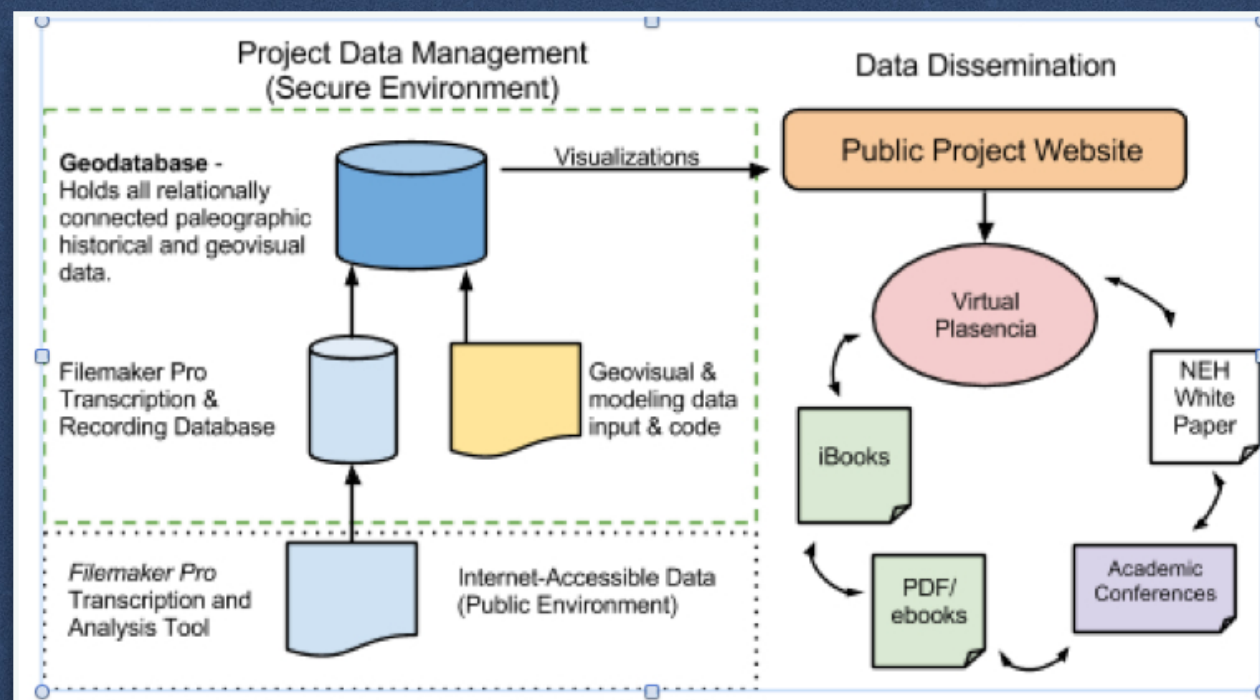 Project Data Management
(Secure Environment)
Data Dissemination
Geodatabase -
Holds all relationally
connected paleographic
historical and geovisual
data.
Visualizations
Public Project Website
Virtual
Plasencia
Filemaker Pro
Transcription &
Recording Database
Geovisual &
modeling data
input & code
NEH
White
Paper
iBooks
Filemaker Pro
Transcription and
Analysis Tool
Internet-Accessible Data
(Public Environment)
PDF/
ebooks
Academic
Conferences